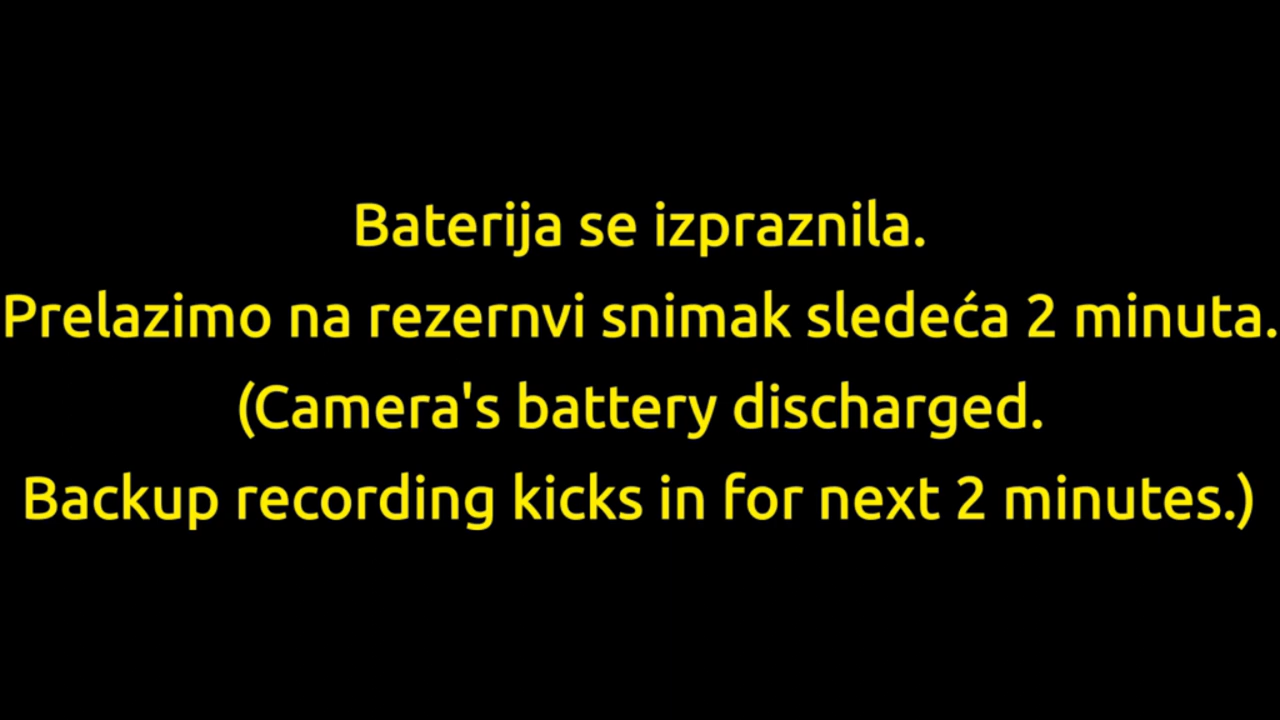 Baterija se izpraznila.
Prelazimo na rezernvi snimak sledeća 2 minuta.
(Camera's battery discharged.
Backup recording kicks in for next 2 minutes.)